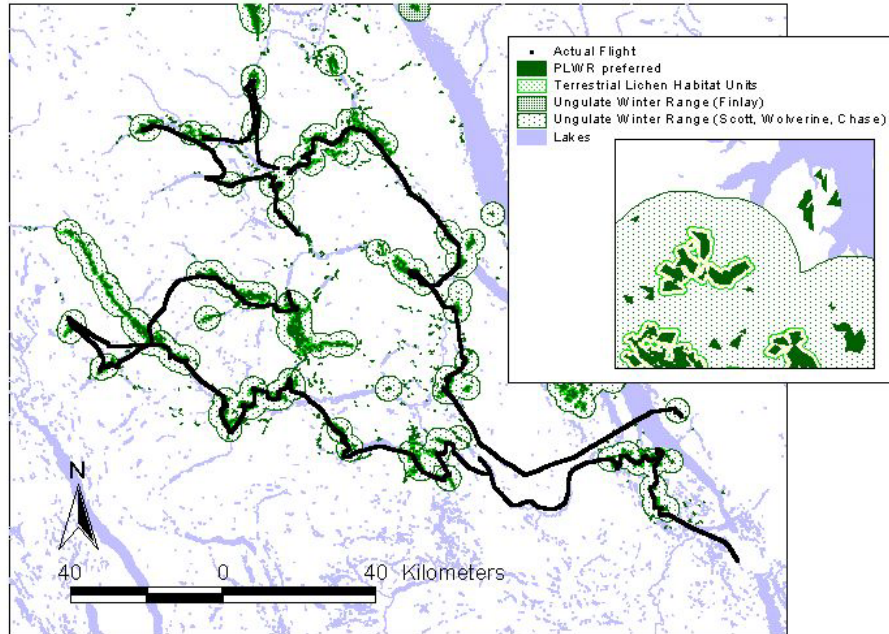 Actual Flight
PLWR preferred
Terrestrial Lichen Habitat Units
Ungulate Winter Range (Finlay)
Ungulate Winter Range (Scott, Wolverine, Chase)
Lakes
N
40 0 40 Kilometers